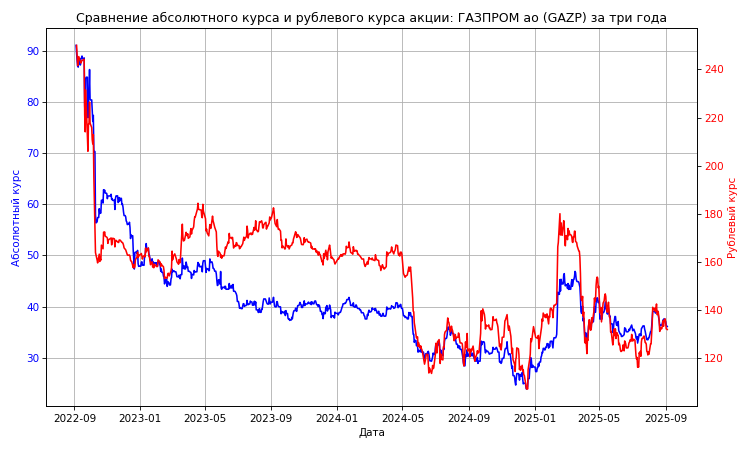 Сравнение абсолютного курса и рублевого курса акции: ГАЗПРОМ ао (GAZP) за три года
90
80
70
60
50
40
30
Абсолютный курс
240
220
200
180
160
140
120
Рублевый курс
2022-09 2023-01 2023-05 2023-09 2024-01 2024-05 2024-09 2025-01 2025-05 2025-09
Дата